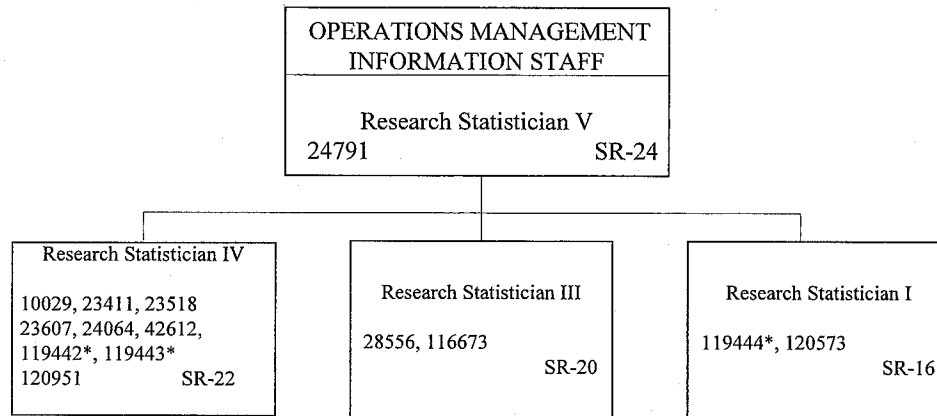 OPERATIONS MANAGEMENT
INFORMATION STAFF
Research Statistician V
24791 SR-24
Research Statistician IV
10029, 23411, 23518
23607, 24064, 42612,
119442*, 119443*
120951 SR-22
Research Statistician III
28556, 116673
SR-20
Research Statistician I
119444*, 120573
SR-16